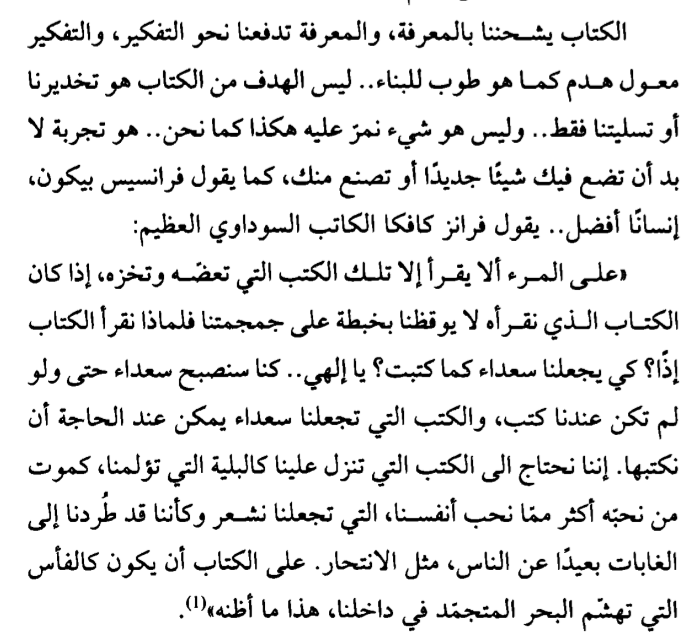 الكتاب يشحننا بالمعرفة، والمعرفة تدفعنا نحو التفكير، والتفكير
معول هدم كما هو طوب للبناء.. ليس الهدف من الكتاب هو تخديرنا
أو تسليتنا فقط.. وليس هو شيء نمرّ عليه هكذا كما نحن.. هو تجربة لا
بد أن تضع فيك شيئًا جديدًا أو تصنع منك، كما يقول فرانسيس بيكون،
إنسانًا أفضل.. يقول فرانز كافكا الكاتب السوداوي العظيم:
«على المرء ألا يقرأ إلا تلك الكتب التي تعضّه وتخزه، إذا كان
الكتاب الذي نقرأه لا يوقظنا بخبطة على جمجمتنا فلماذا نقرأ الكتاب
إذًا؟ كي يجعلنا سعداء كما كتبت؟ يا إلهي.. كنا سنصبح سعداء حتى ولو
لم تكن عندنا كتب، والكتب التي تجعلنا سعداء يمكن عند الحاجة أن
نكتبها. إننا نحتاج الى الكتب التي تنزل علينا كالبلية التي تؤلمنا، كموت
من نحبّه أكثر ممّا نحب أنفسنا، التي تجعلنا نشعر وكأننا قد طُردنا إلى
الغابات بعيدًا عن الناس، مثل الانتحار. على الكتاب أن يكون كالفأس
التي تهشّم البحر المتجمّد في داخلنا، هذا ما أظنه»(1).